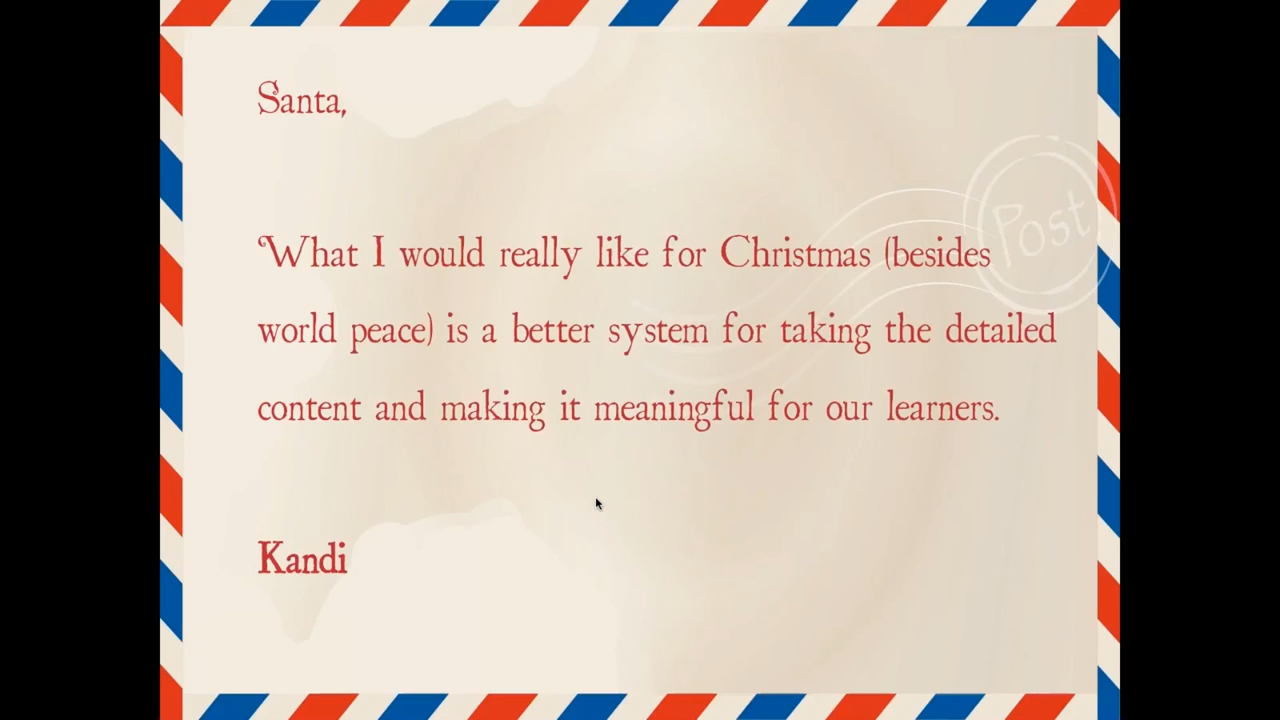 Santa,
Post
What I would really like for Christmas (besides
world peace) is a better system for taking the detailed
content and making it meaningful for our learners.
Kandi